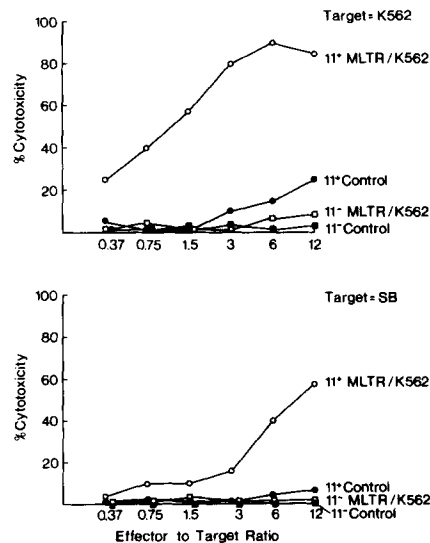 Target = K562
100
80
60
40
20
% Cytotoxicity
11+ MLTR/K562
11+ Control
11- MLTR/K562
11- Control
0.37 0.75 1.5 3 6 12
Target = SB
100
80
60
40
20
% Cytotoxicity
11+ MLTR/K562
11+ Control
11- MLTR/K562
11- Control
0.37 0.75 1.5 3 6 12
Effector to Target Ratio